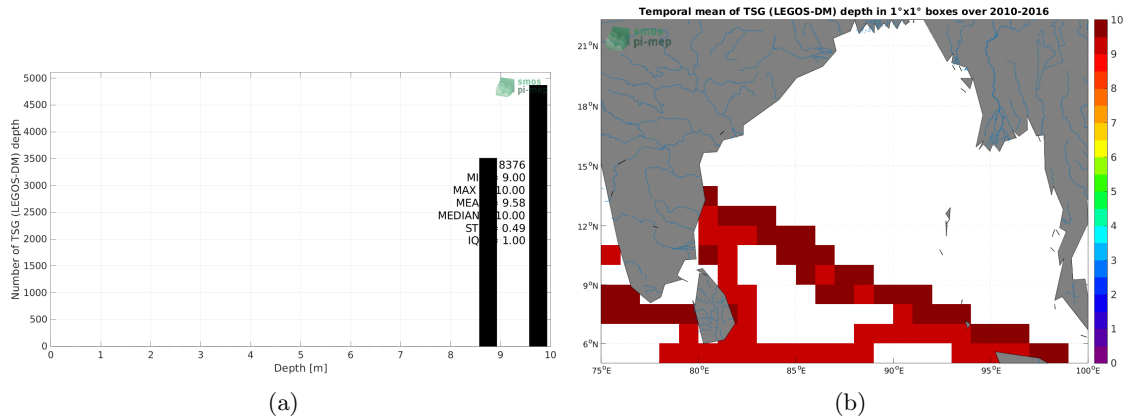 smos
pi-mep
5000
4500
4000
3500
3000
2500
2000
1500
1000
500
0
Number of TSG (LEGOS-DM) depth
8376
= 9.00
MAX 10.00
= 9.58
MEDIAN 10.00
= 0.49
= 1.00
0 1 2 3 4 5 6 7 8 9 10
Depth [m]
(a)
Temporal mean of TSG (LEGOS-DM) depth in 1°x1° boxes over 2010-2016
smos
pi-mep
21°N
18°N
15°N
12°N
9°N
6°N
75°E 80°E 85°E 90°E 95°E 100°E
10
9
8
7
6
5
4
3
2
1
0
(b)